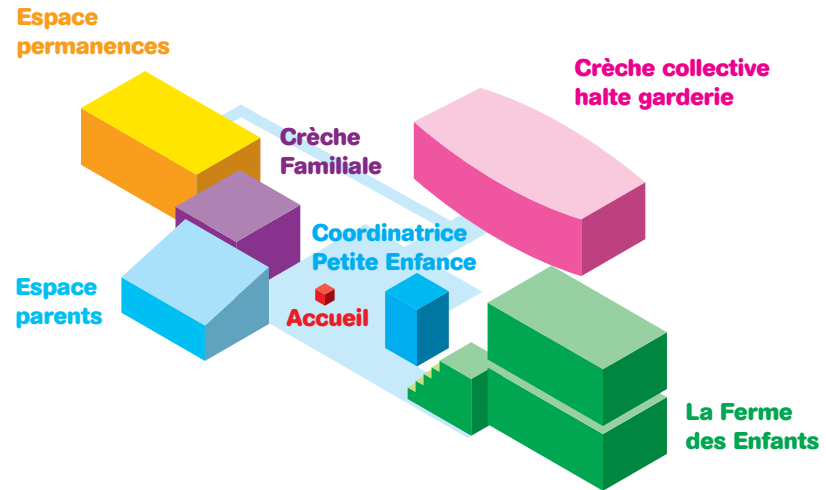 Espace
permanences
Crèche collective
halte garderie
Crèche
Familiale
Coordinatrice
Petite Enfance
Espace
parents
Accueil
La Ferme
des Enfants